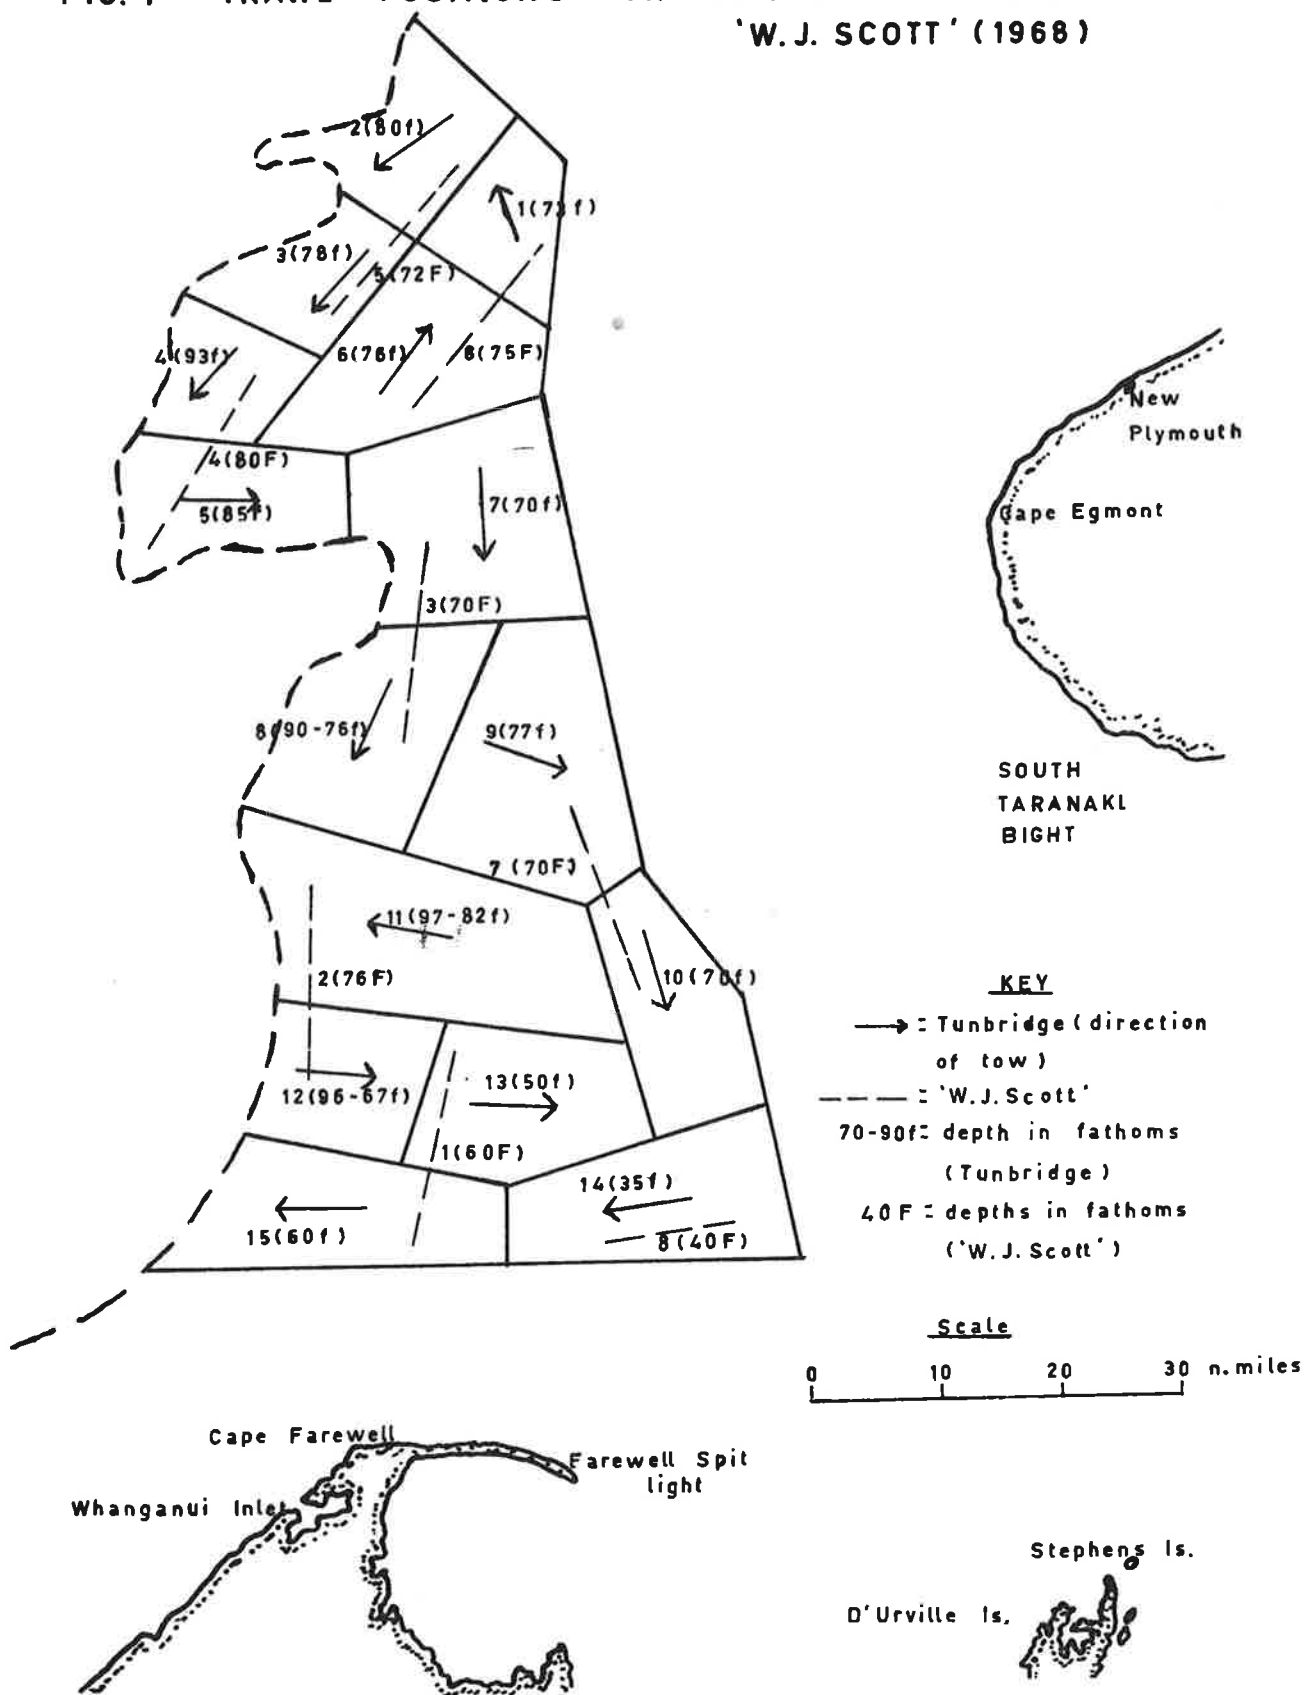 'W.J. SCOTT' (1968)
2(80f)
1(73f)
3(78f)
5(72F)
4(93f)
6(76f)
8(75F)
4(80F)
5(85f)
7(70f)
3(70F)
8(90-76f)
9(77f)
7 (70F)
11(97-82f)
2(76F)
10(70f)
12(96-67f)
13(50f)
1(60F)
14(35f)
15(60f)
8(40F)
New
Plymouth
Cape Egmont
SOUTH
TARANAKI
BIGHT
KEY
: Tunbridge (direction
of tow)
: 'W.J. Scott'
70-90f: depth in fathoms
(Tunbridge)
40F : depths in fathoms
('W.J. Scott')
Scale
0 10 20 30 n.miles
Cape Farewell
Farewell Spit
light
Whanganui Inlet
Stephens Is.
D'Urville Is.